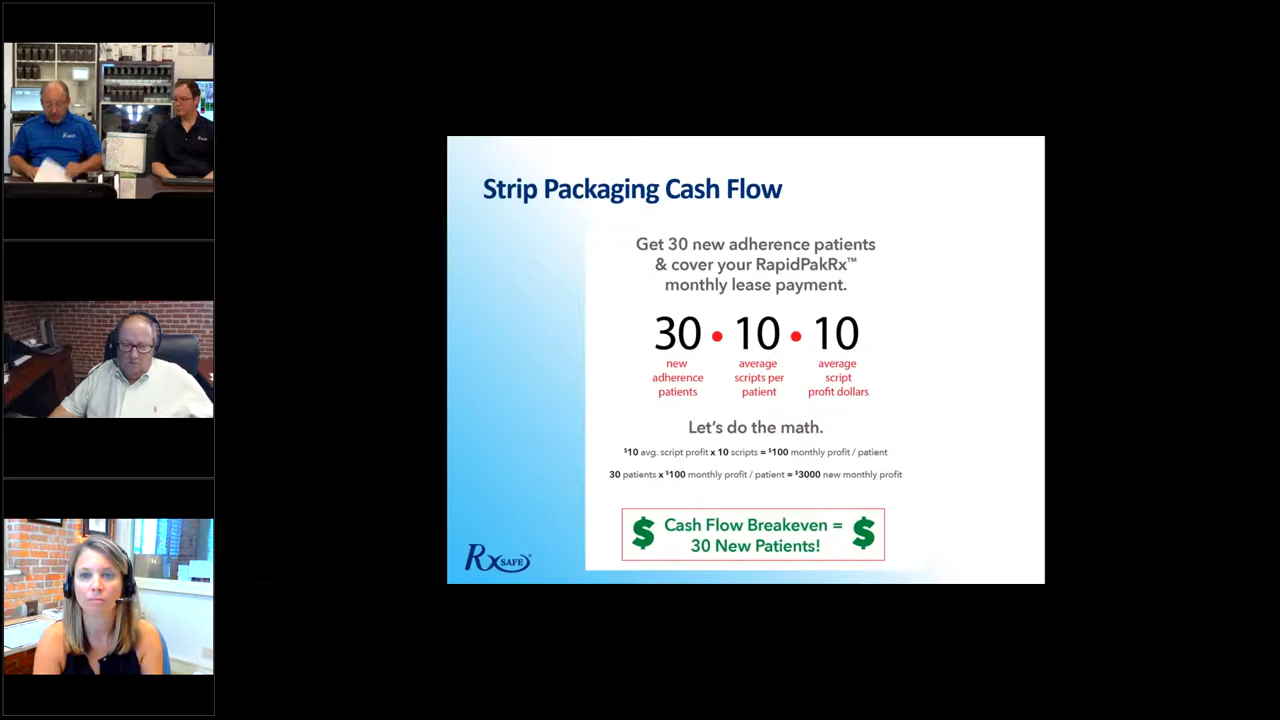 Strip Packaging Cash Flow
Get 30 new adherence patients
& cover your RapidPakRx™
monthly lease payment.
30 • 10 • 10
new adherence patients
average scripts per patient
average script profit dollars
Let's do the math.
$10 avg. script profit x 10 scripts = $100 monthly profit / patient
30 patients x $100 monthly profit / patient = $3000 new monthly profit
$ Cash Flow Breakeven = $
30 New Patients!
Rx SAFE®